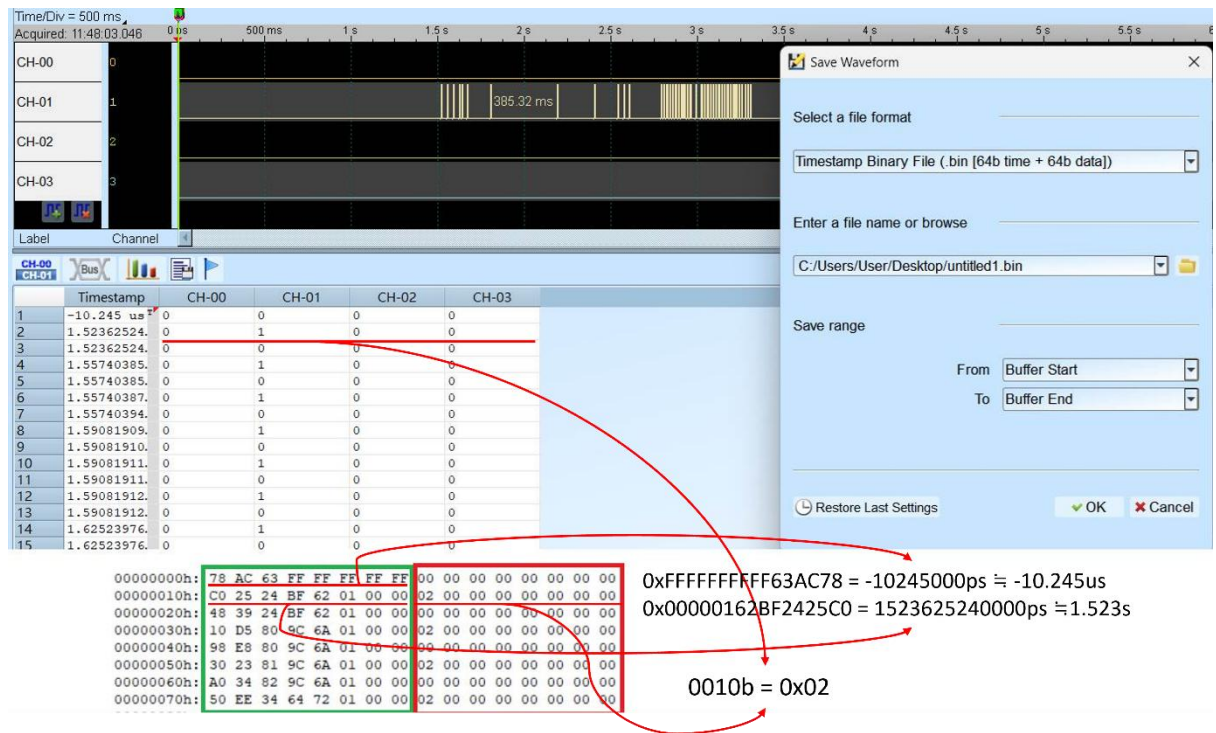 Time/Div = 500 ms
Acquired: 11:48:03.046 0 ps 500 ms 1 s 1.5 s 2 s 2.5 s 3 s 3.5 s 4 s 4.5 s 5 s 5.5 s
CH-00 0
CH-01 1 385.32 ms
CH-02 2
CH-03 3
Label Channel
Save Waveform
Select a file format
Timestamp Binary File (.bin [64b time + 64b data])
Enter a file name or browse
C:/Users/User/Desktop/untitled1.bin
Save range
From Buffer Start
To Buffer End
Restore Last Settings OK Cancel
CH-00
CH-01 Bus
Timestamp CH-00 CH-01 CH-02 CH-03
1 -10.245 us 0 0 0 0
2 1.52362524. 0 1 0 0
3 1.52362524. 0 0 0 0
4 1.55740385. 0 1 0 0
5 1.55740385. 0 0 0 0
6 1.55740387. 0 1 0 0
7 1.55740394. 0 0 0 0
8 1.59081909. 0 1 0 0
9 1.59081910. 0 0 0 0
10 1.59081911. 0 1 0 0
11 1.59081911. 0 0 0 0
12 1.59081912. 0 1 0 0
13 1.59081912. 0 0 0 0
14 1.62523976. 0 1 0 0
15 1.62523976. 0 0 0 0
00000000h: 78 AC 63 FF FF FF FF FF 00 00 00 00 00 00 00 00
00000010h: C0 25 24 BF 62 01 00 00 02 00 00 00 00 00 00 00
00000020h: 48 39 24 BF 62 01 00 00 00 00 00 00 00 00 00 00
00000030h: 10 D5 80 9C 6A 01 00 00 02 00 00 00 00 00 00 00
00000040h: 98 E8 80 9C 6A 01 00 00 00 00 00 00 00 00 00 00
00000050h: 30 23 81 9C 6A 01 00 00 02 00 00 00 00 00 00 00
00000060h: A0 34 82 9C 6A 01 00 00 00 00 00 00 00 00 00 00
00000070h: 50 EE 34 64 72 01 00 00 02 00 00 00 00 00 00 00
0xFFFFFFFFFF63AC78 = -10245000ps ≒ -10.245us
0x00000162BF2425C0 = 1523625240000ps ≒1.523s
0010b = 0x02